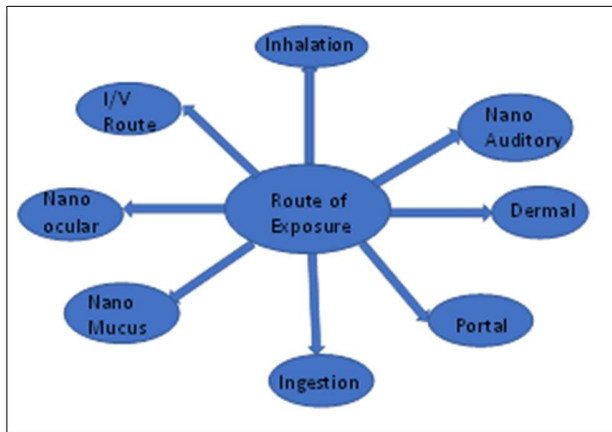 Inhalation
I/V
Route
Nano
Auditory
Nano
ocular
Route of
Exposure
Dermal
Nano
Mucus
Portal
Ingestion